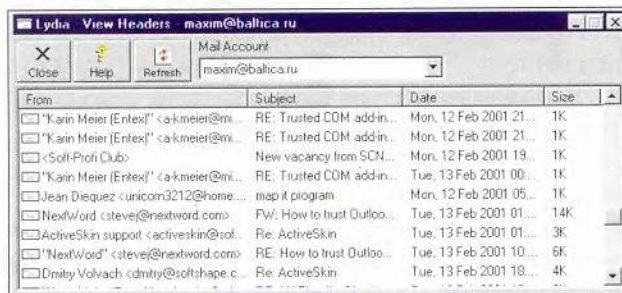 Lydia View Headers - maxim@baltica.ru
Close Help Refresh
Mail Account
maxim@baltica.ru
From Subject Date Size
"Karin Meier (Entex)" <a-kmeier@mi... RE: Trusted COM add-in... Mon, 12 Feb 2001 21... 1K
"Karin Meier (Entex)" <a-kmeier@mi... RE: Trusted COM add-in... Mon, 12 Feb 2001 21... 1K
<Soft-Profi Club> New vacancy from SCN... Mon, 12 Feb 2001 19... 1K
"Karin Meier (Entex)" <a-kmeier@mi... RE: Trusted COM add-in... Tue, 13 Feb 2001 00:... 1K
Jean Dieguez <unicorn3212@home.... map it program Mon, 12 Feb 2001 05... 1K
NextWord <stevej@nextword.com> FW: How to trust Outloo... Tue, 13 Feb 2001 01:... 14K
ActiveSkin support <activeskin@sof... Re: ActiveSkin Tue, 13 Feb 2001 01:... 3K
"NextWord" <stevej@nextword.com> RE: How to trust Outloo... Tue, 13 Feb 2001 10:... 6K
Dmitry Volvach <dmitry@softshape.c... Re: ActiveSkin Tue, 13 Feb 2001 18... 4K